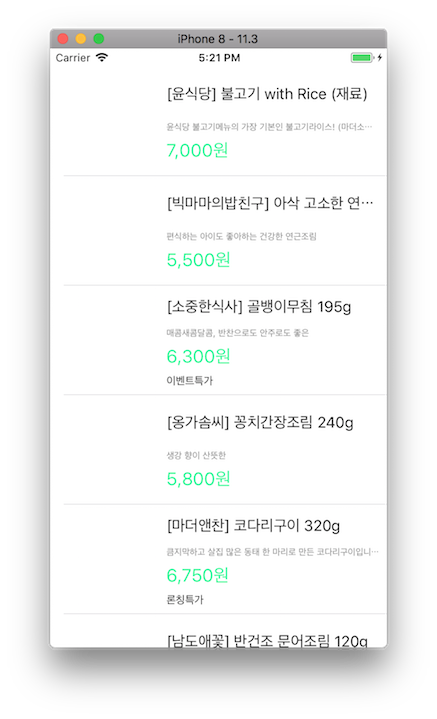 iPhone 8 - 11.3
Carrier 5:21 PM
[윤식당] 불고기 with Rice (재료)
윤식당 불고기메뉴의 가장 기본인 불고기라이스! (마더소…
7,000원
[빅마마의밥친구] 아삭 고소한 연…
편식하는 아이도 좋아하는 건강한 연근조림
5,500원
[소중한식사] 골뱅이무침 195g
매콤새콤달콤, 반찬으로도 안주로도 좋은
6,300원
이벤트특가
[옹가솜씨] 꽁치간장조림 240g
생강 향이 산뜻한
5,800원
[마더앤찬] 코다리구이 320g
큼지막하고 살집 많은 동태 한 마리로 만든 코다리구이입니…
6,750원
론칭특가
[남도애꽃] 반건조 문어조림 120g